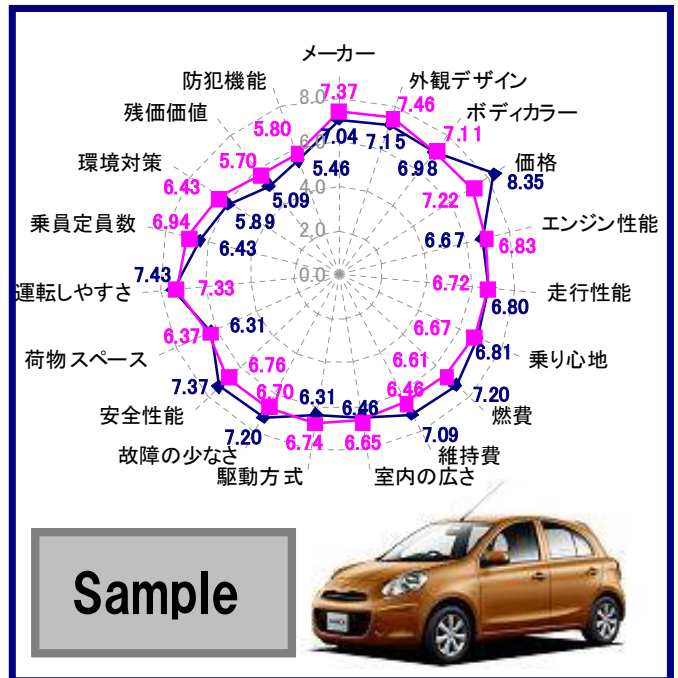 メーカー
防犯機能
外観デザイン
7.37
残価価値
8.0
7.46
ボディカラー
5.80
7.04
7.15
7.11
環境対策
5.70
6.0
5.46
6.98
価格
6.43
5.09
4.0
7.22
8.35
乗員定員数
6.94
5.89
2.0
6.67
エンジン性能
6.43
6.83
7.43
0.0
運転しやすさ
7.33
6.72
走行性能
6.80
6.37
6.31
6.67
荷物スペース
6.81
乗り心地
7.37
6.76
6.61
安全性能
6.70
6.31
6.46
6.46
7.20
燃費
7.20
7.09
故障の少なさ
6.74
6.65
維持費
駆動方式
室内の広さ
Sample